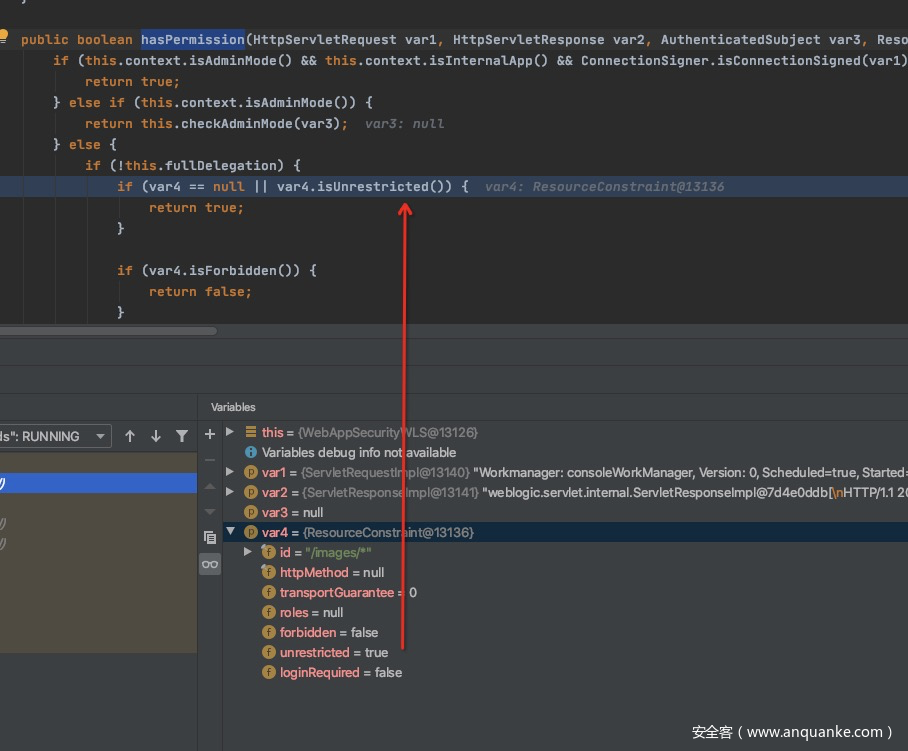 public boolean hasPermission(HttpServletRequest var1, HttpServletResponse var2, AuthenticatedSubject var3, Reso
if (this.context.isAdminMode() && this.context.isInternalApp() && ConnectionSigner.isConnectionSigned(var1)
return true;
} else if (this.context.isAdminMode()) {
return this.checkAdminMode(var3); var3: null
} else {
if (!this.fullDelegation) {
if (var4 == null || var4.isUnrestricted()) { var4: ResourceConstraint@13136
return true;
}
if (var4.isForbidden()) {
return false;
}
Variables
ds": RUNNING
this = {WebAppSecurityWLS@13126}
Variables debug info not available
var1 = {ServletRequestImpl@13140} "Workmanager: consoleWorkManager, Version: 0, Scheduled=true, Started=
var2 = {ServletResponseImpl@13141} "weblogic.servlet.internal.ServletResponseImpl@7d4e0ddb[\nHTTP/1.1 20
var3 = null
var4 = {ResourceConstraint@13136}
id = "/images/*"
httpMethod = null
transportGuarantee = 0
roles = null
forbidden = false
unrestricted = true
loginRequired = false
安全客（www.anquanke.com）